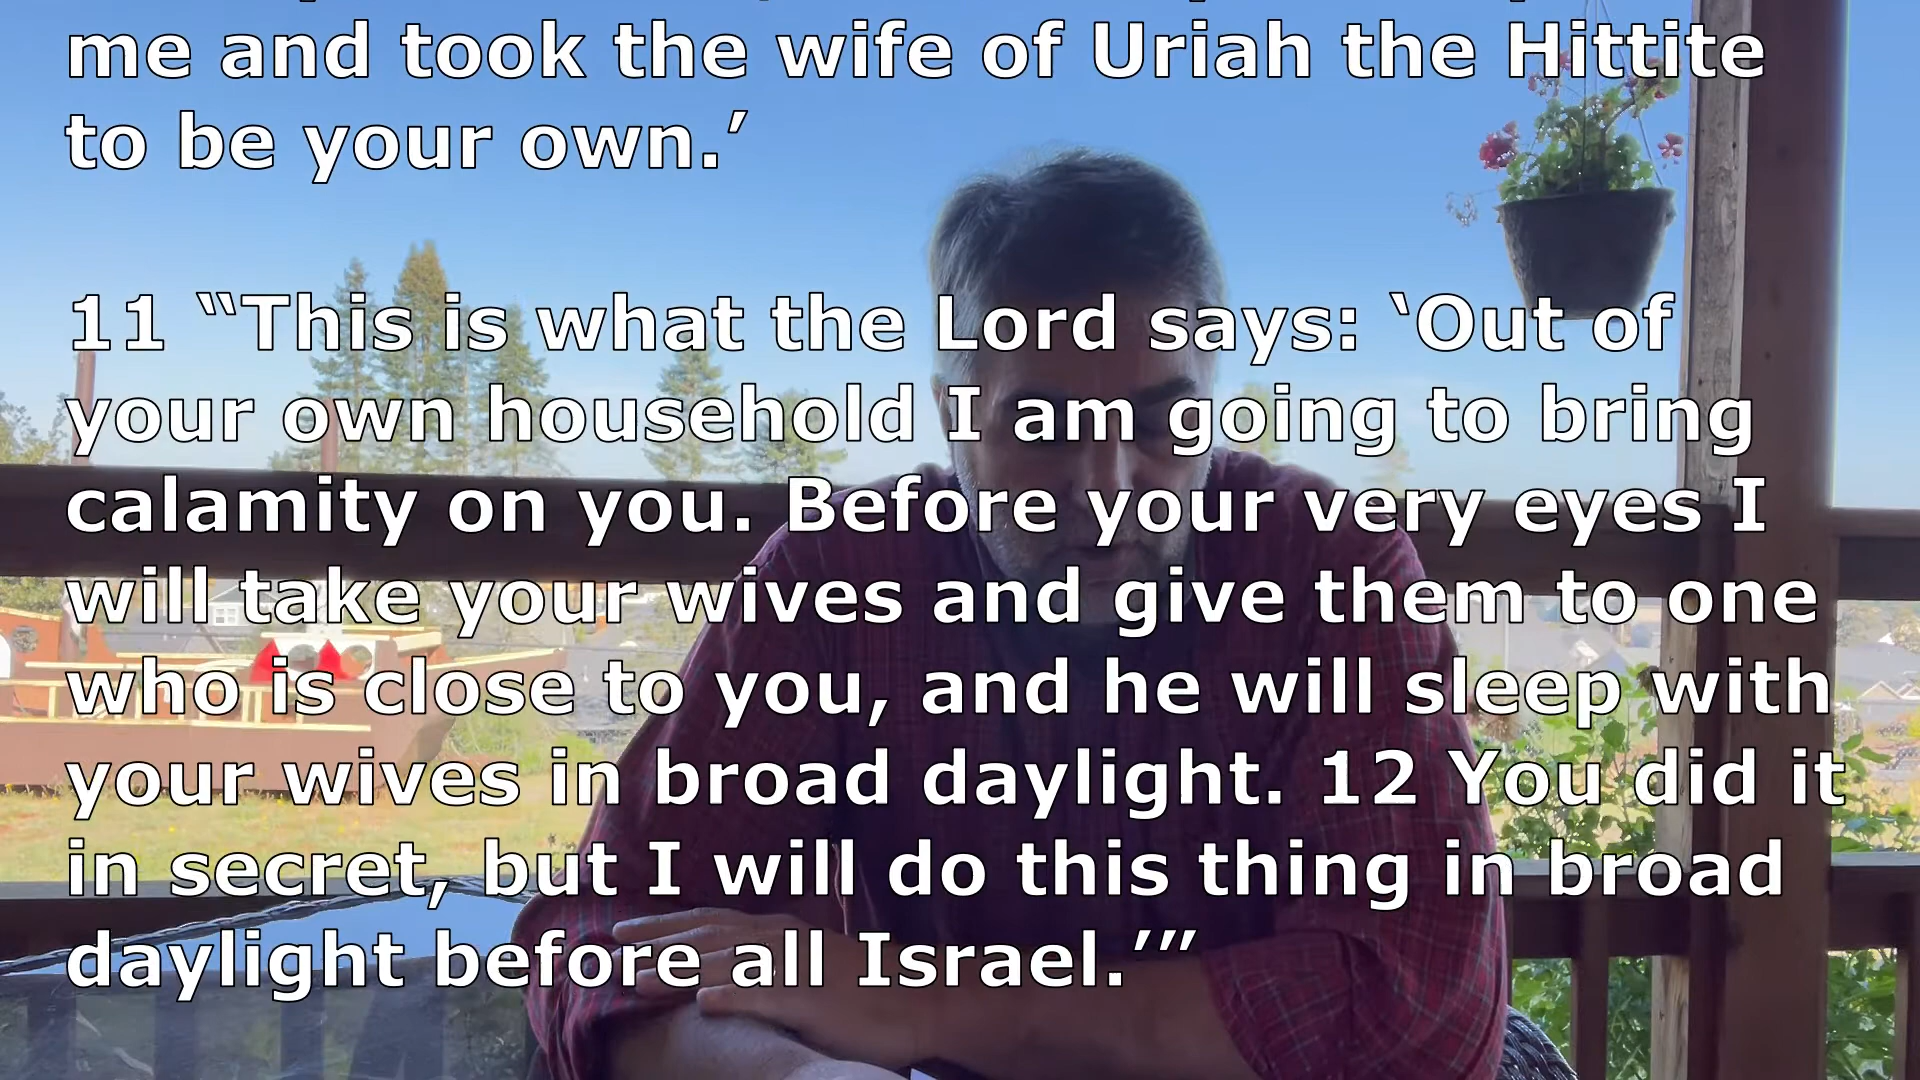 me and took the wife of Uriah the Hittite
to be your own.’
11 “This is what the Lord says: ‘Out of
your own household I am going to bring
calamity on you. Before your very eyes I
will take your wives and give them to one
who is close to you, and he will sleep with
your wives in broad daylight. 12 You did it
in secret, but I will do this thing in broad
daylight before all Israel.’”